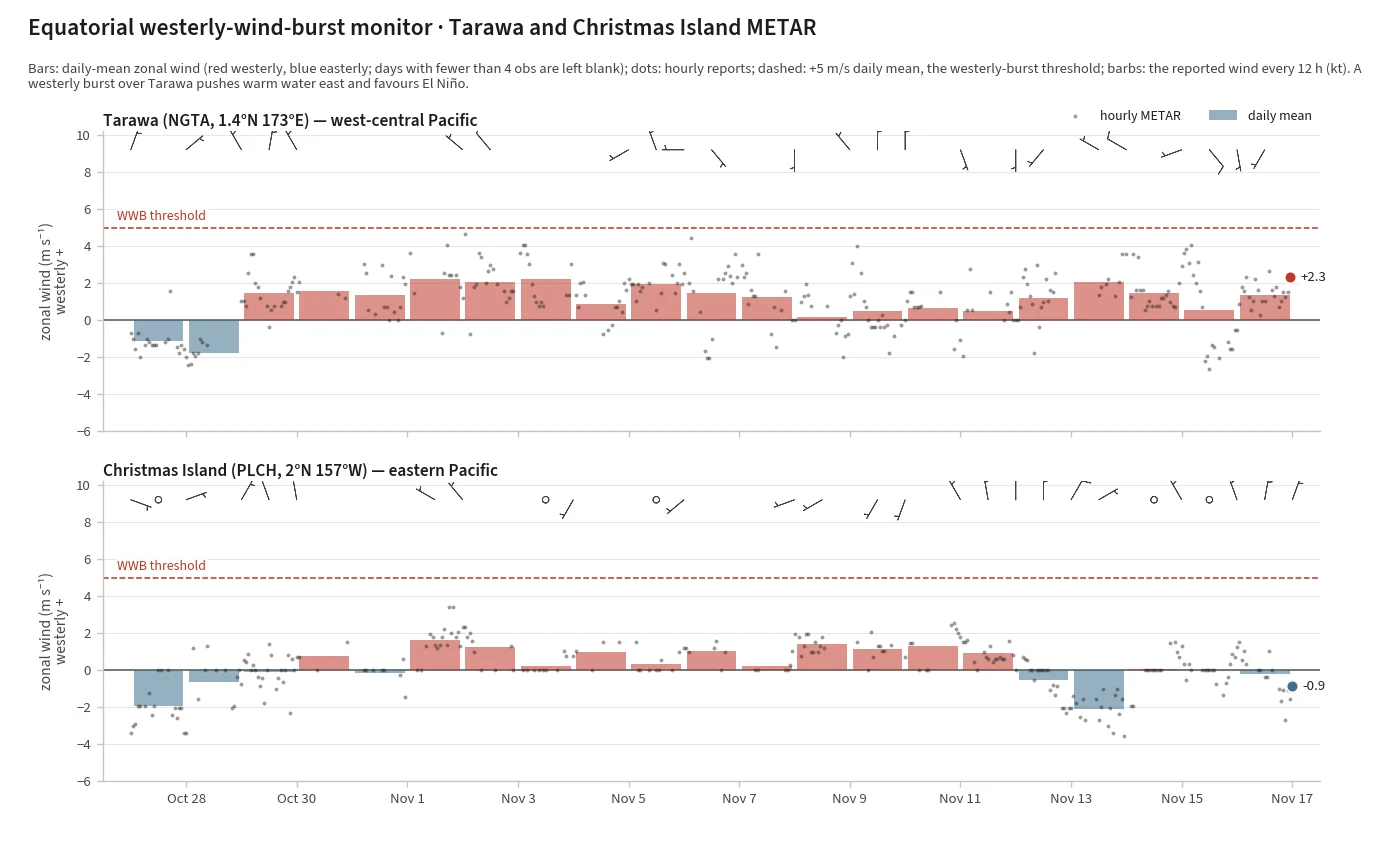 Equatorial westerly-wind-burst monitor · Tarawa and Christmas Island METAR
Bars: daily-mean zonal wind (red westerly, blue easterly; days with fewer than 4 obs are left blank); dots: hourly reports; dashed: +5 m/s daily mean, the westerly-burst threshold; barbs: the reported wind every 12 h (kt). A
westerly burst over Tarawa pushes warm water east and favours El Niño.
Tarawa (NGTA, 1.4°N 173°E) — west-central Pacific
hourly METAR
daily mean
10
8
6
4
2
0
−2
−4
−6
zonal wind (m s⁻¹)
westerly +
WWB threshold
+2.3
Christmas Island (PLCH, 2°N 157°W) — eastern Pacific
10
8
6
4
2
0
−2
−4
−6
zonal wind (m s⁻¹)
westerly +
WWB threshold
-0.9
Oct 28
Oct 30
Nov 1
Nov 3
Nov 5
Nov 7
Nov 9
Nov 11
Nov 13
Nov 15
Nov 17